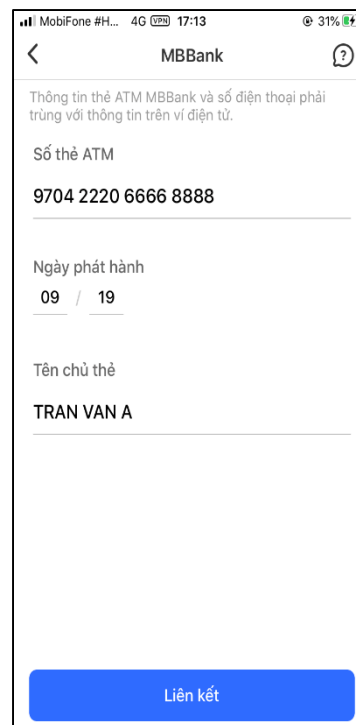 MobiFone #H... 4G VPN 17:13 31%
MBBank
Thông tin thẻ ATM MBBank và số điện thoại phải
trùng với thông tin trên ví điện tử.
Số thẻ ATM
9704 2220 6666 8888
Ngày phát hành
09 / 19
Tên chủ thẻ
TRAN VAN A
Liên kết